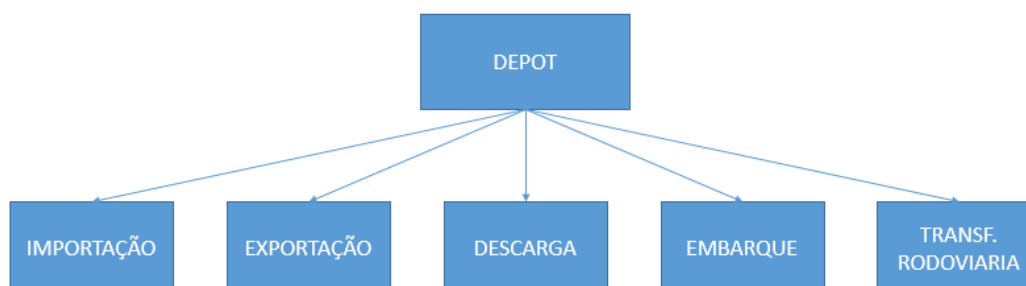 DEPOT
IMPORTAÇÃO
EXPORTAÇÃO
DESCARGA
EMBARQUE
TRANSF.
RODOVIARIA